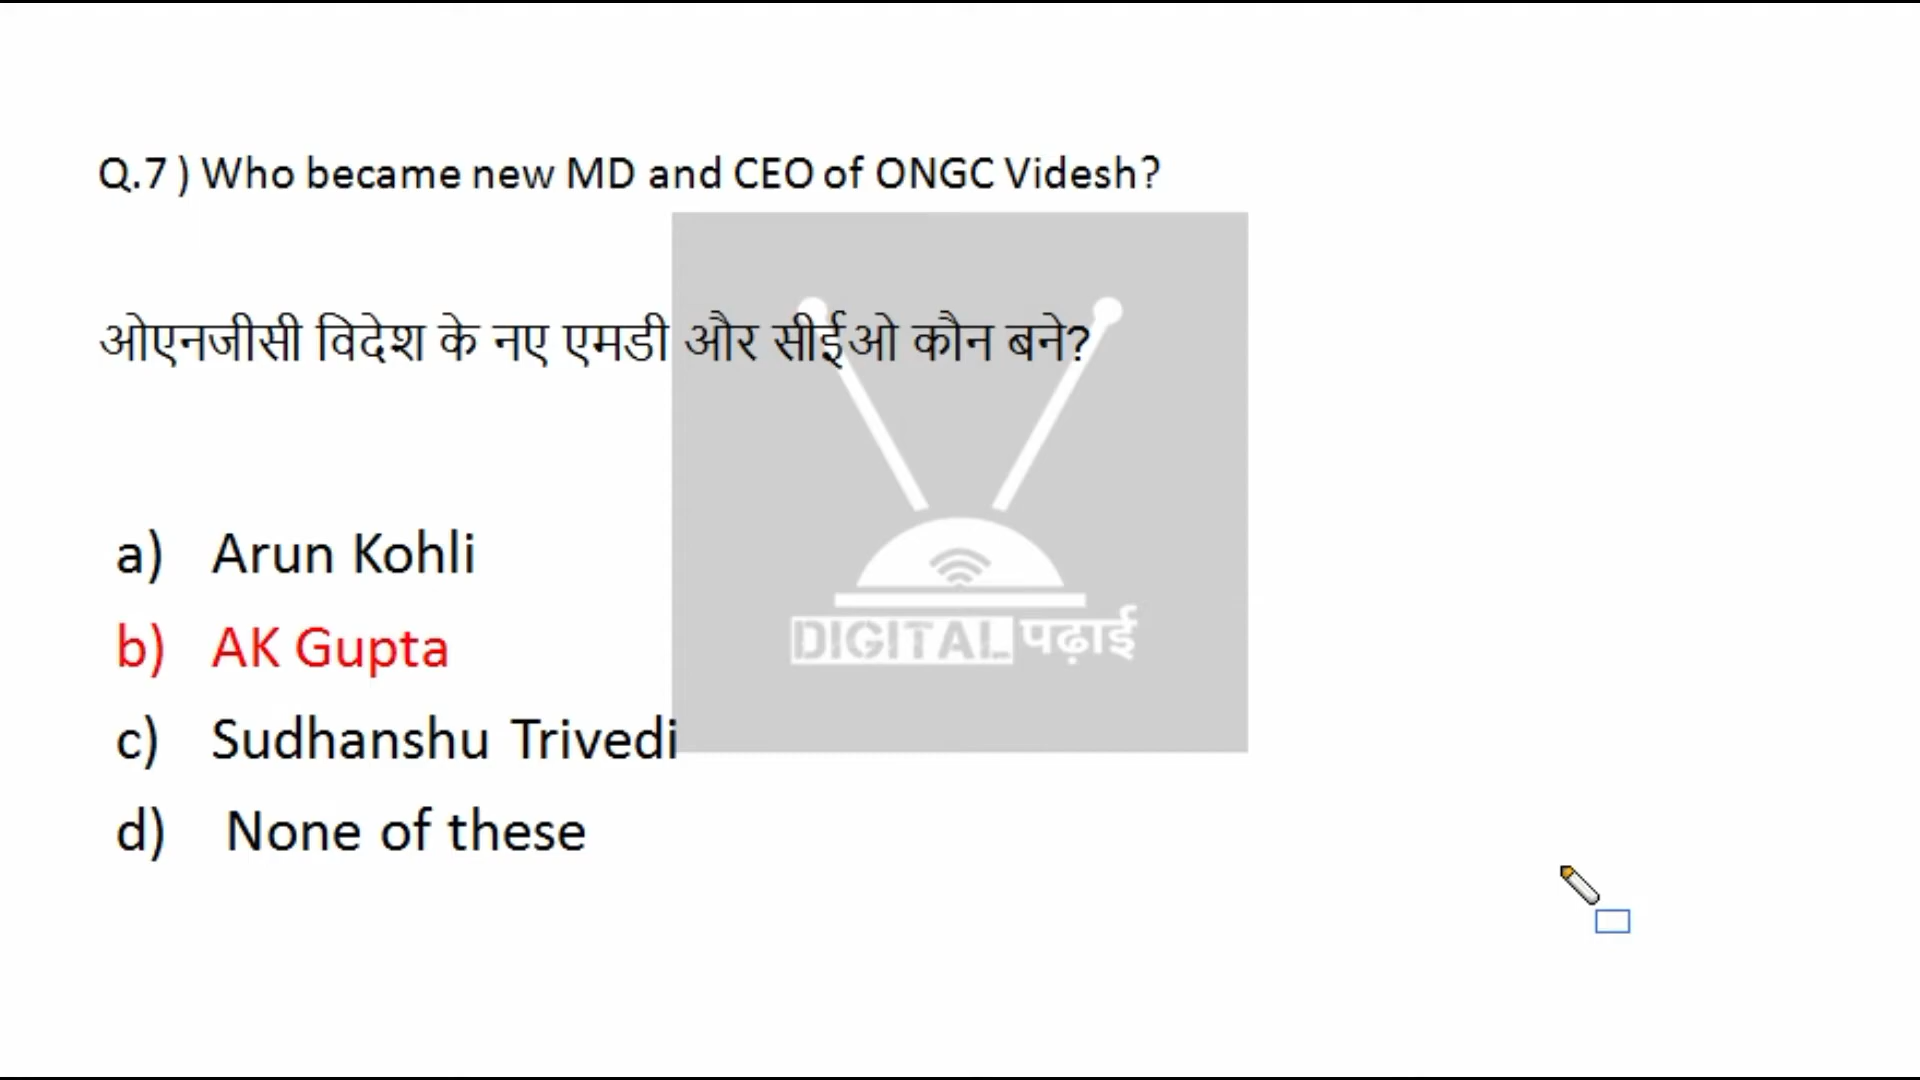 Q.7 ) Who became new MD and CEO of ONGC Videsh?
ओएनजीसी विदेश के नए एमडी और सीईओ कौन बने?
a) Arun Kohli
b) AK Gupta
DIGITAL पढ़ाई
c) Sudhanshu Trivedi
d) None of these